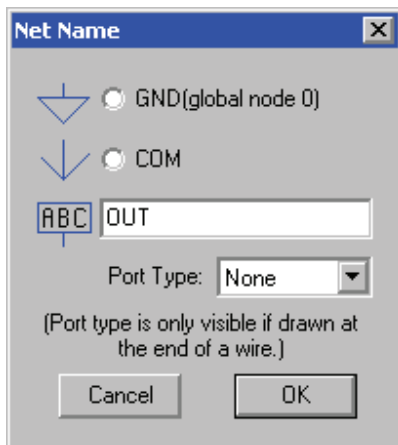 Net Name
GND(global node 0)
COM
ABC OUT
Port Type: None
(Port type is only visible if drawn at
the end of a wire.)
Cancel OK